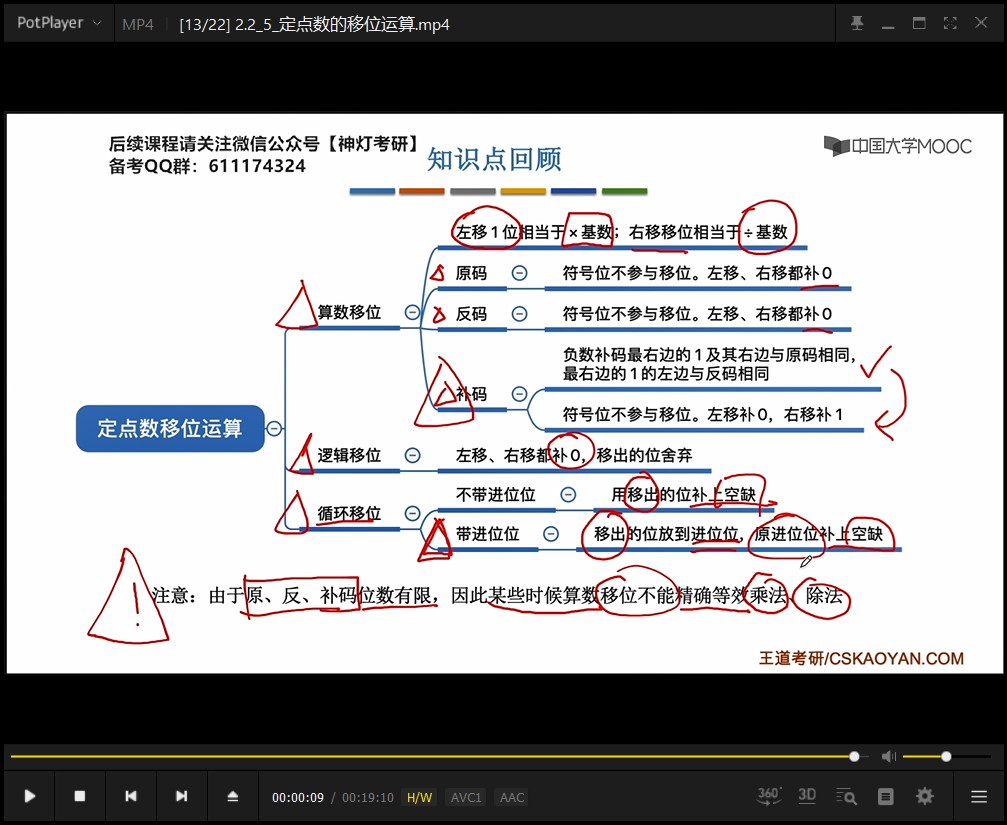 PotPlayer MP4 [13/22] 2.2_5_定点数的移位运算.mp4
后续课程请关注微信公众号【神灯考研】
备考QQ群：611174324
知识点回顾
中国大学MOOC
左移1位相当于×基数；右移移位相当于÷基数
原码 符号位不参与移位。左移、右移都补0
算数移位
反码 符号位不参与移位。左移、右移都补0
负数补码最右边的1及其右边与原码相同，
最右边的1的左边与反码相同
补码
符号位不参与移位。左移补0，右移补1
定点数移位运算
逻辑移位 左移、右移都补0，移出的位舍弃
不带进位位 用移出的位补上空缺
循环移位
带进位位 移出的位放到进位位，原进位位补上空缺
注意：由于原、反、补码位数有限，因此某些时候算数移位不能精确等效乘法、除法
王道考研/CSKAOYAN.COM
00:00:09 / 00:19:10 H/W AVC1 AAC
360° 3D